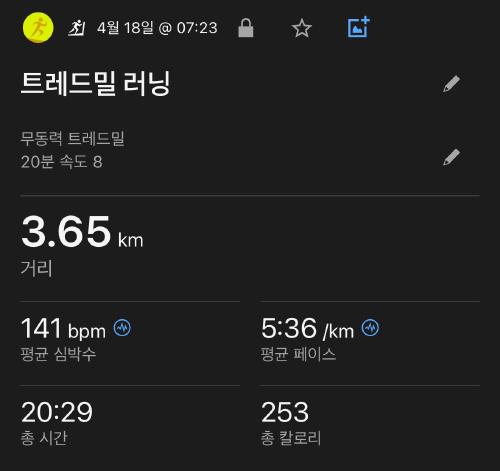 4월 18일 @ 07:23
트레드밀 러닝
무동력 트레드밀
20분 속도 8
3.65 km
거리
141 bpm
평균 심박수
5:36 /km
평균 페이스
20:29
총 시간
253
총 칼로리